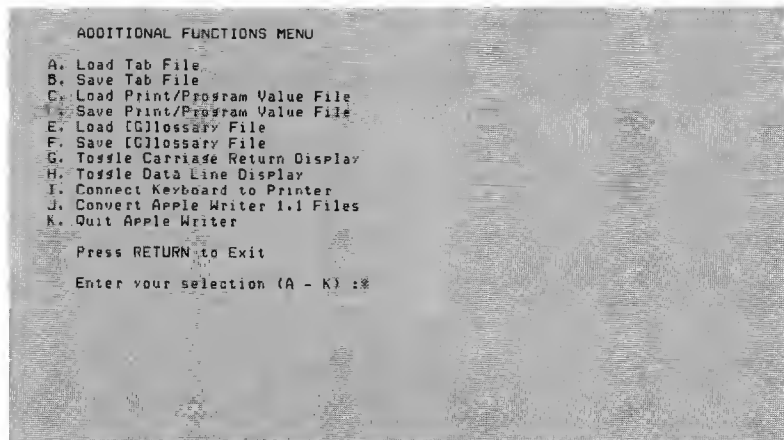 ADDITIONAL FUNCTIONS MENU
A. Load Tab File
B. Save Tab File
C. Load Print/Program Value File
D. Save Print/Program Value File
E. Load [G]lossary File
F. Save [G]lossary File
G. Toggle Carriage Return Display
H. Toggle Data Line Display
I. Connect Keyboard to Printer
J. Convert Apple Writer 1.1 Files
K. Quit Apple Writer
Press RETURN to Exit
Enter your selection (A - K) :